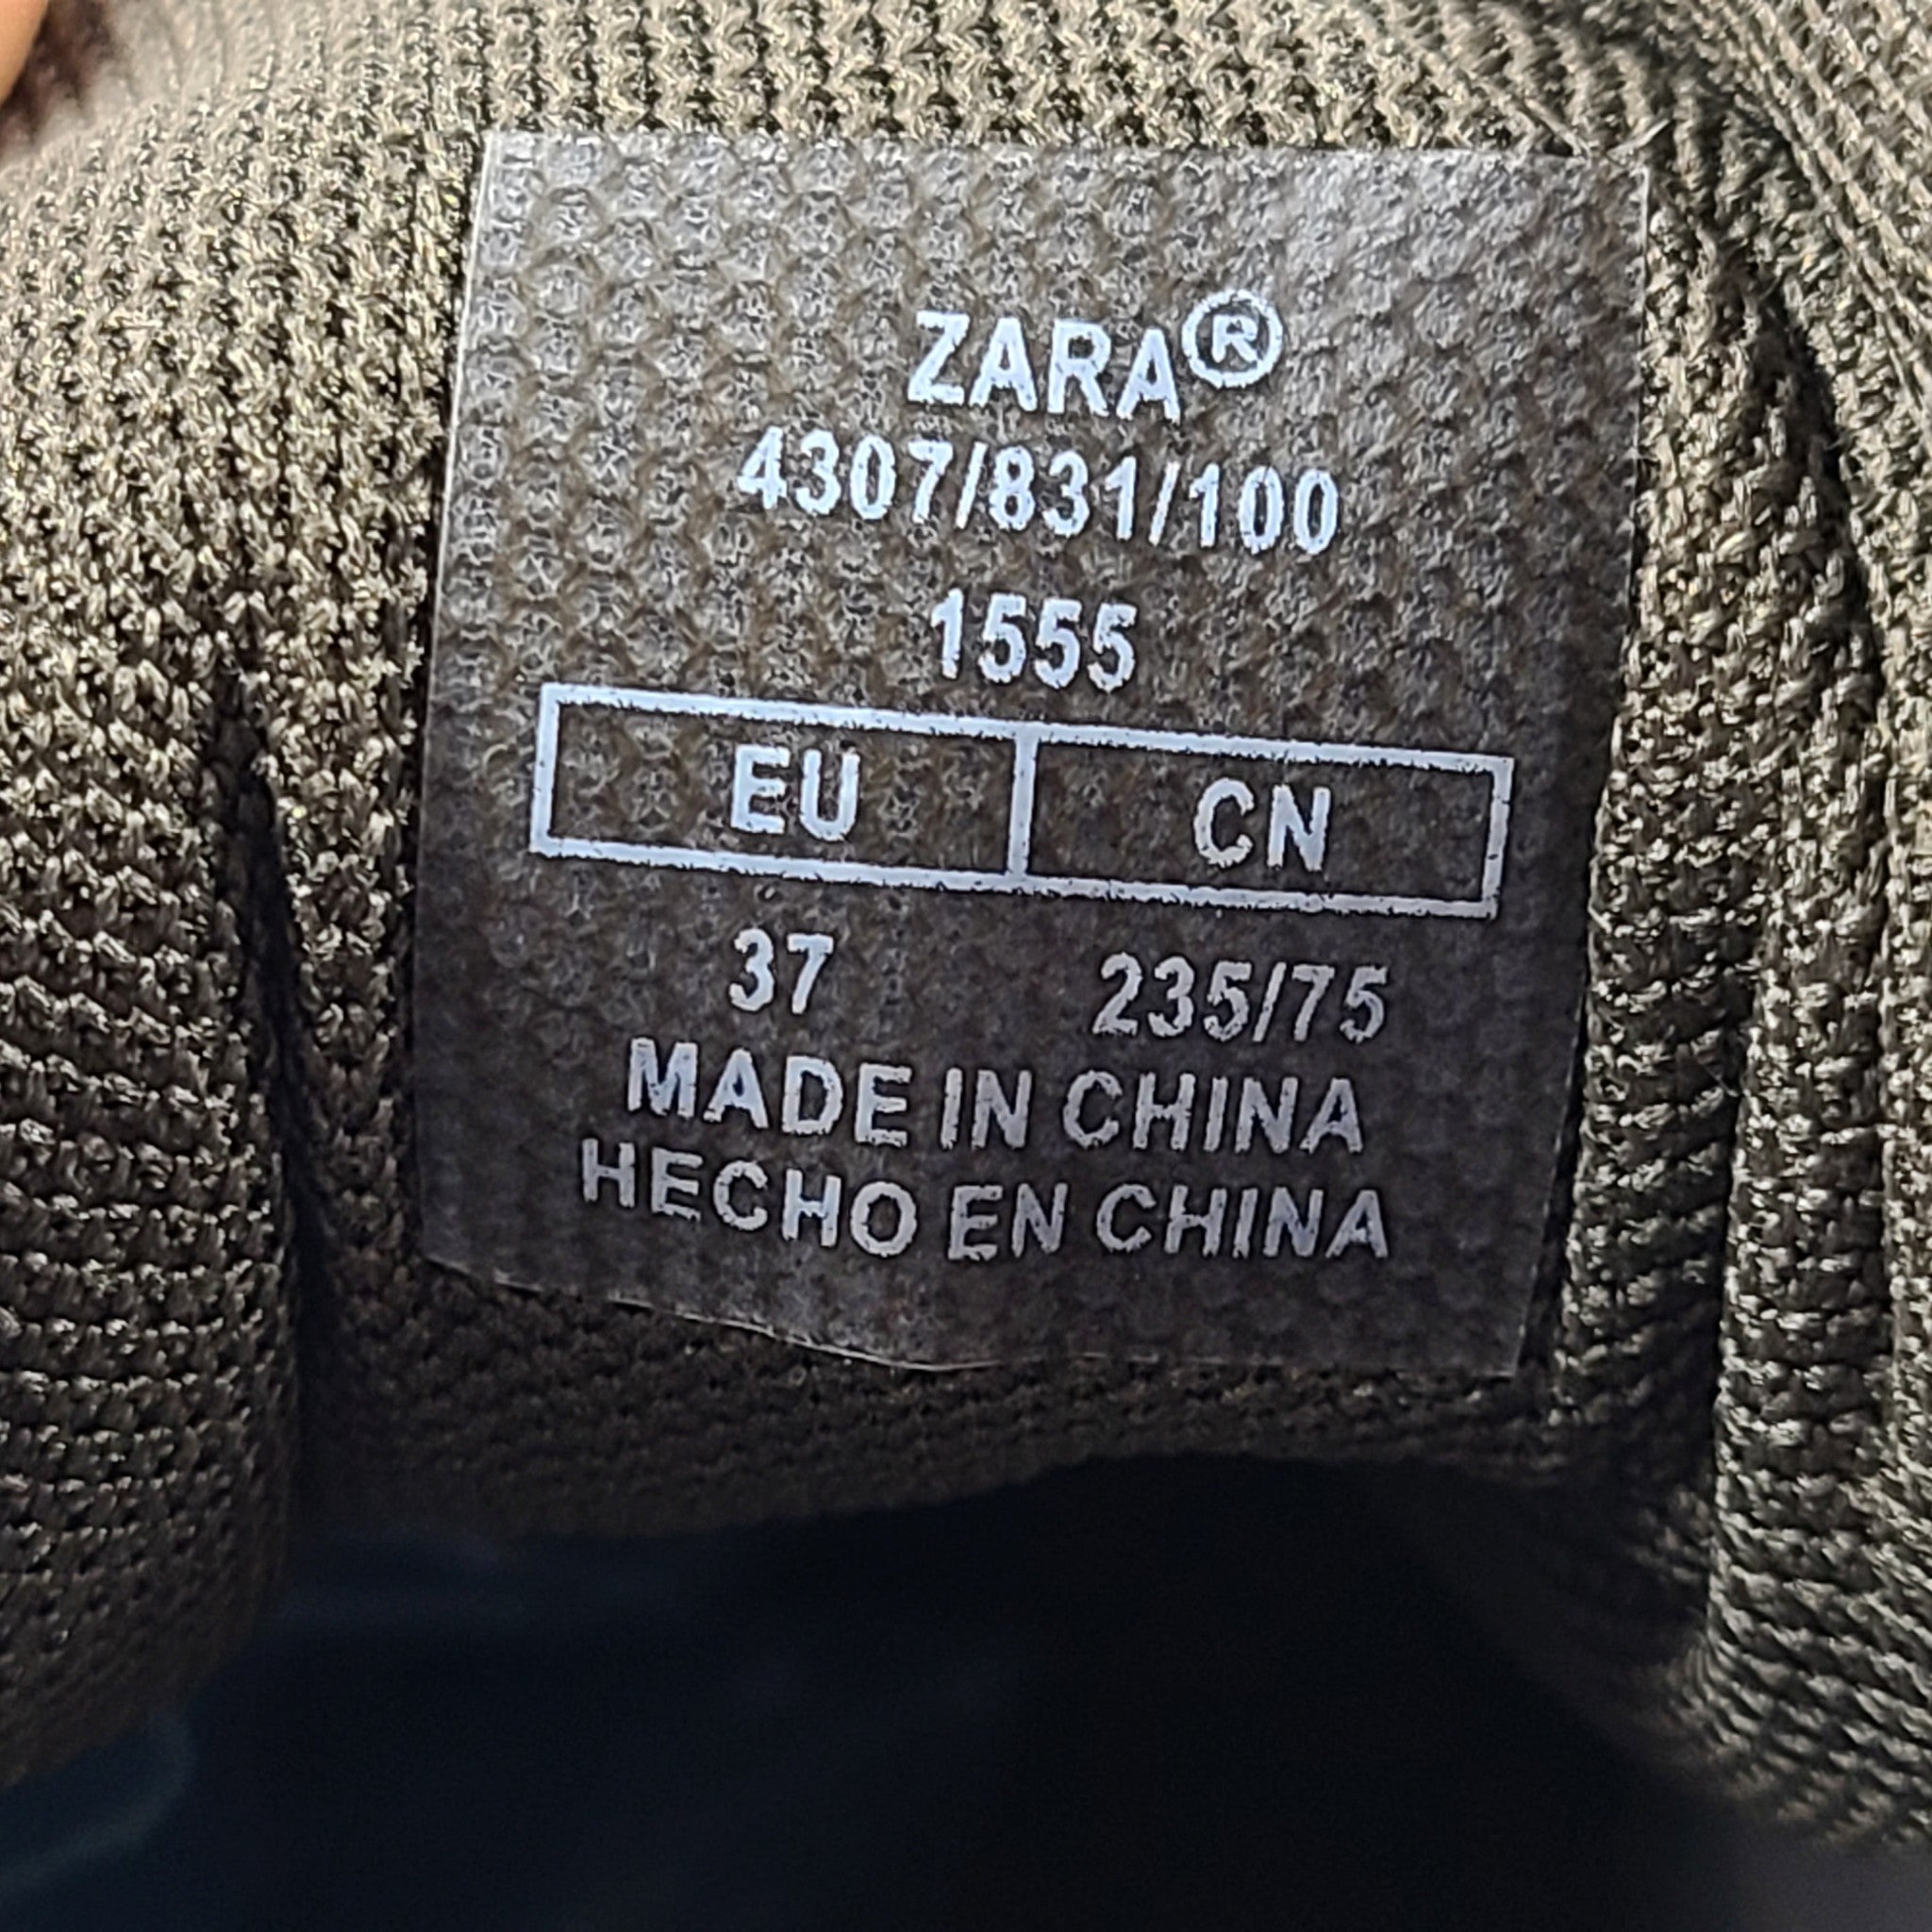 ZARA®
4307/831/100
1555
EU CN
37 235/75
MADE IN CHINA
HECHO EN CHINA